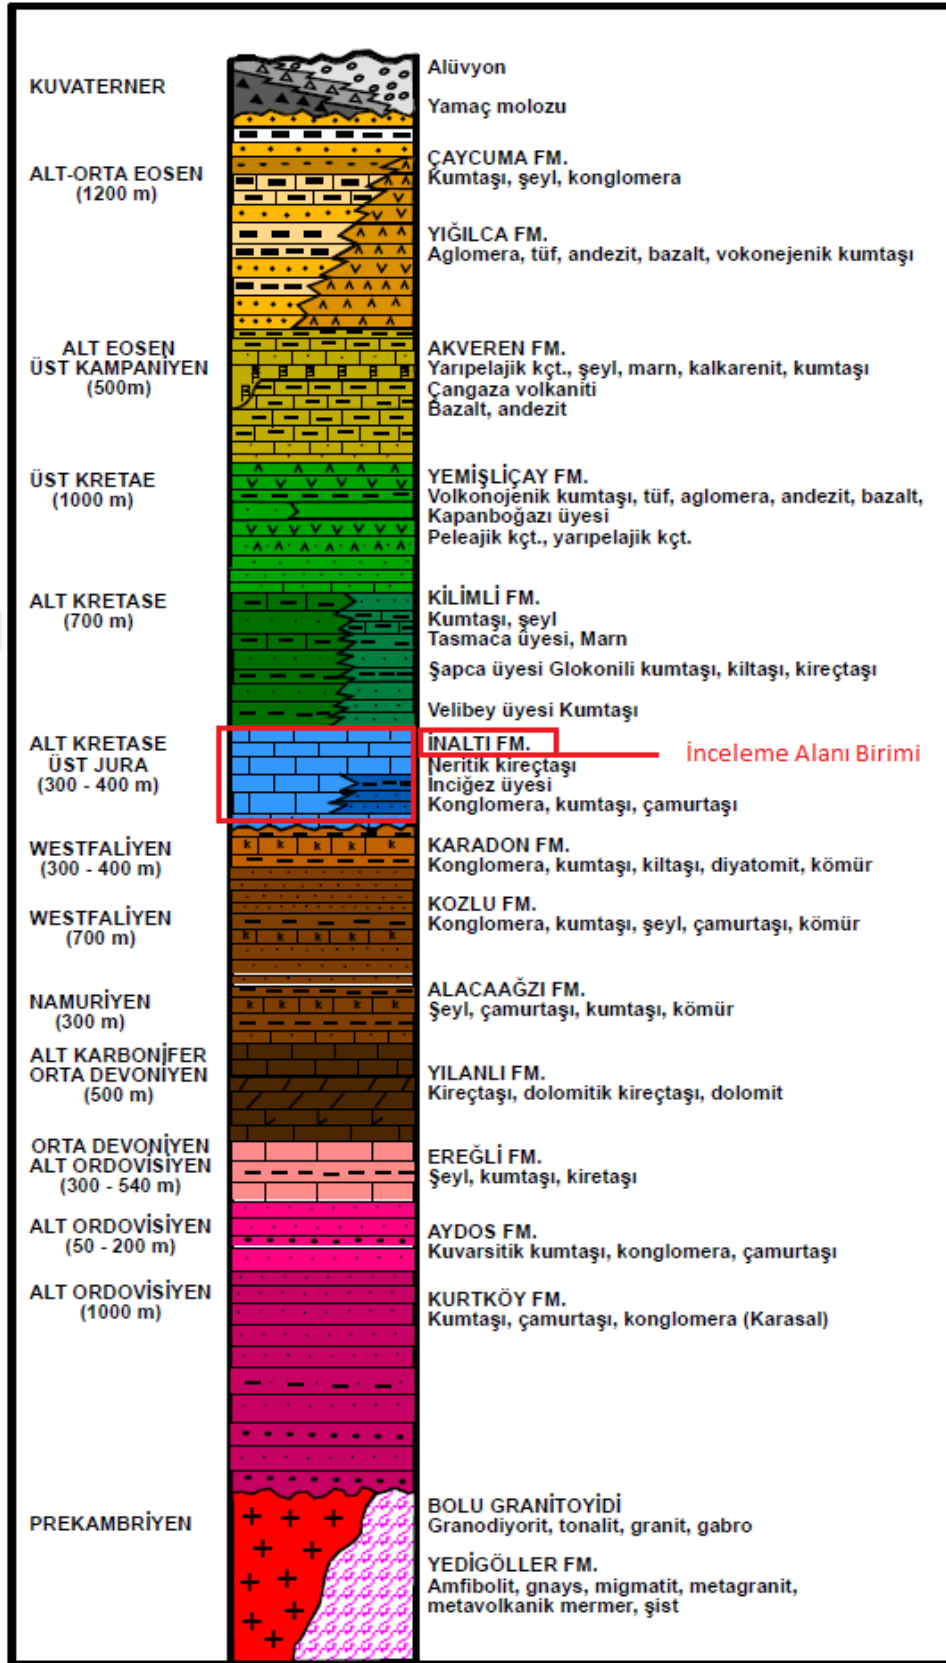 KUVATERNER
Alüvyon
Yamaç molozu
ALT-ORTA EOSEN
(1200 m)
ÇAYCUMA FM.
Kumtaşı, şeyl, konglomera
YIĞILCA FM.
Aglomera, tüf, andezit, bazalt, vokonejenik kumtaşı
ALT EOSEN
ÜST KAMPANİYEN
(500m)
AKVEREN FM.
Yarıpelajik kçt., şeyl, marn, kalkarenit, kumtaşı
Çangaza volkaniti
Bazalt, andezit
ÜST KRETAE
(1000 m)
YEMİŞLİÇAY FM.
Volkonojenik kumtaşı, tüf, aglomera, andezit, bazalt,
Kapanboğazı üyesi
Peleajik kçt., yarıpelajik kçt.
ALT KRETASE
(700 m)
KİLİMLİ FM.
Kumtaşı, şeyl
Tasmaca üyesi, Marn
Şapca üyesi Glokonili kumtaşı, kiltaşı, kireçtaşı
Velibey üyesi Kumtaşı
ALT KRETASE
ÜST JURA
(300 - 400 m)
İNALTI FM.
Neritik kireçtaşı
İnciğez üyesi
Konglomera, kumtaşı, çamurtaşı
İnceleme Alanı Birimi
WESTFALİYEN
(300 - 400 m)
k k k k k
KARADON FM.
Konglomera, kumtaşı, kiltaşı, diyatomit, kömür
WESTFALİYEN
(700 m)
k k k k k
KOZLU FM.
Konglomera, kumtaşı, şeyl, çamurtaşı, kömür
NAMURİYEN
(300 m)
k k k k k
ALACAAĞZI FM.
Şeyl, çamurtaşı, kumtaşı, kömür
ALT KARBONİFER
ORTA DEVONİYEN
(500 m)
YILANLI FM.
Kireçtaşı, dolomitik kireçtaşı, dolomit
ORTA DEVONİYEN
ALT ORDOVİSİYEN
(300 - 540 m)
EREĞLİ FM.
Şeyl, kumtaşı, kiretaşı
ALT ORDOVİSİYEN
(50 - 200 m)
AYDOS FM.
Kuvarsitik kumtaşı, konglomera, çamurtaşı
ALT ORDOVİSİYEN
(1000 m)
KURTKÖY FM.
Kumtaşı, çamurtaşı, konglomera (Karasal)
PREKAMBRİYEN
BOLU GRANİTOYİDİ
Granodiyorit, tonalit, granit, gabro
YEDİGÖLLER FM.
Amfibolit, gnays, migmatit, metagranit,
metavolkanik mermer, şist